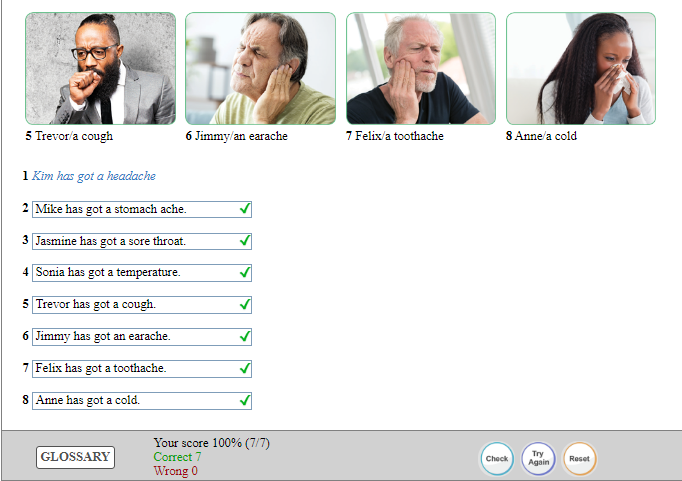 5 Trevor/a cough
6 Jimmy/an earache
7 Felix/a toothache
8 Anne/a cold
1 Kim has got a headache
2 Mike has got a stomach ache.
3 Jasmine has got a sore throat.
4 Sonia has got a temperature.
5 Trevor has got a cough.
6 Jimmy has got an earache.
7 Felix has got a toothache.
8 Anne has got a cold.
GLOSSARY
Your score 100% (7/7)
Correct 7
Wrong 0
Check
Try
Again
Reset